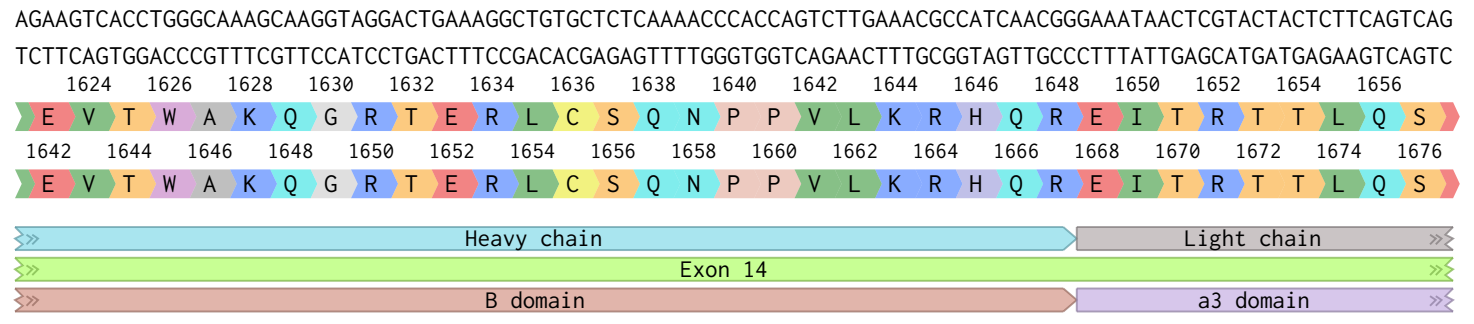 AGAAGTCACCTGGGCAAAGCAAGGTAGGACTGAAAGGCTGTGCTCTCAAAACCCACCAGTCTTGAAACGCCATCAACGGGAAATAACTCGTACTACTCTTCAGTCAG
TCTTCAGTGGACCCGTTTCGTTCCATCCTGACTTTCCGACACGAGAGTTTTGGGTGGTCAGAACTTTGCGGTAGTTGCCCTTTATTGAGCATGATGAGAAGTCAGTC
1624 1626 1628 1630 1632 1634 1636 1638 1640 1642 1644 1646 1648 1650 1652 1654 1656
E V T W A K Q G R T E R L C S Q N P P V L K R H Q R E I T R T T L Q S
1642 1644 1646 1648 1650 1652 1654 1656 1658 1660 1662 1664 1666 1668 1670 1672 1674 1676
E V T W A K Q G R T E R L C S Q N P P V L K R H Q R E I T R T T L Q S
Heavy chain Light chain
Exon 14
B domain a3 domain